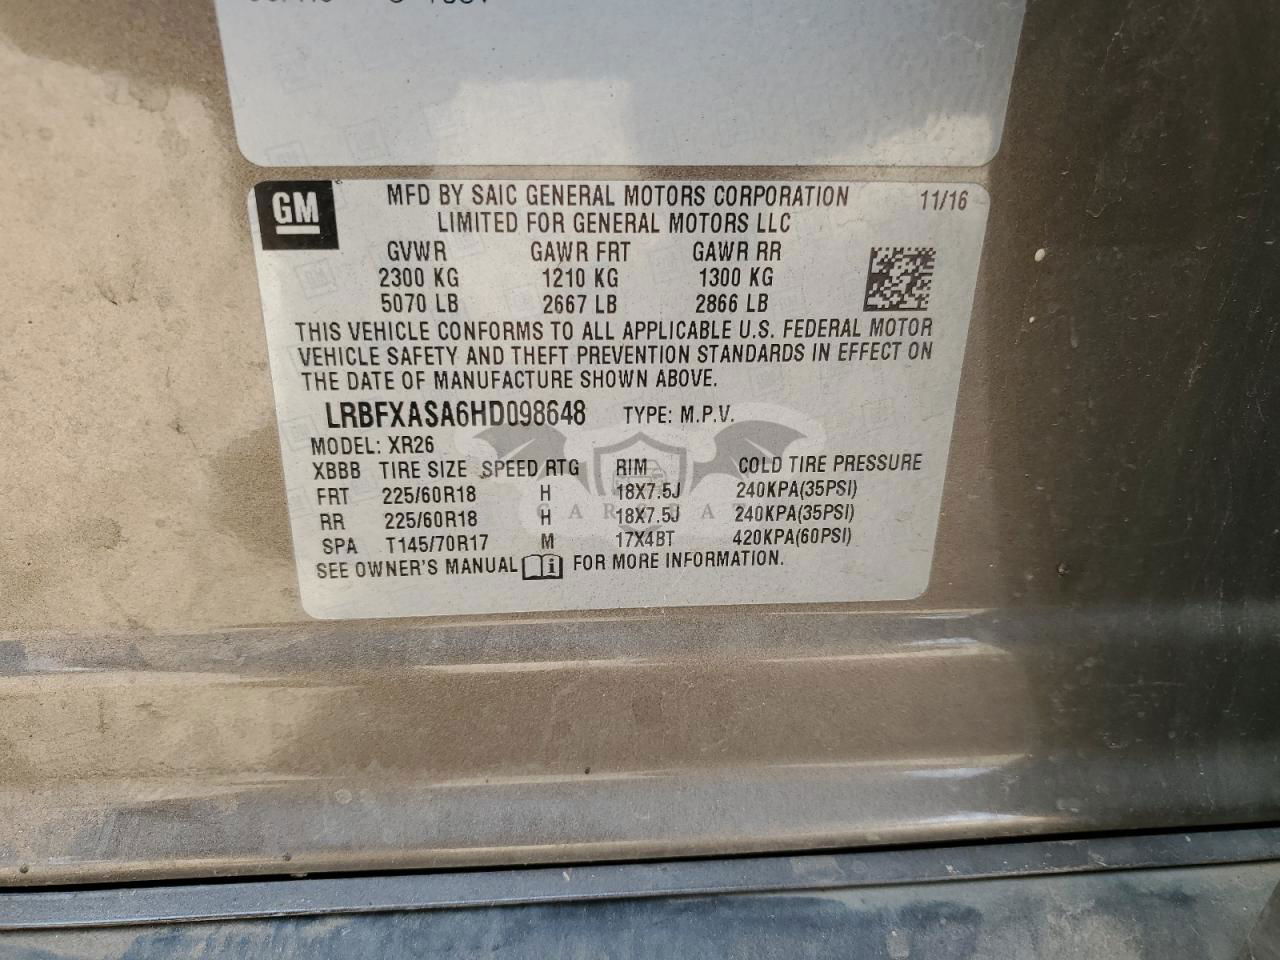 GM
MFD BY SAIC GENERAL MOTORS CORPORATION
LIMITED FOR GENERAL MOTORS LLC
11/16
GVWR GAWR FRT GAWR RR
2300 KG 1210 KG 1300 KG
5070 LB 2667 LB 2866 LB
THIS VEHICLE CONFORMS TO ALL APPLICABLE U.S. FEDERAL MOTOR
VEHICLE SAFETY AND THEFT PREVENTION STANDARDS IN EFFECT ON
THE DATE OF MANUFACTURE SHOWN ABOVE.
LRBFXASA6HD098648 TYPE: M.P.V.
MODEL: XR26
XBBB TIRE SIZE SPEED RTG RIM COLD TIRE PRESSURE
FRT 225/60R18 H 18X7.5J 240KPA(35PSI)
RR 225/60R18 H 18X7.5J 240KPA(35PSI)
SPA T145/70R17 M 17X4BT 420KPA(60PSI)
SEE OWNER'S MANUAL FOR MORE INFORMATION.